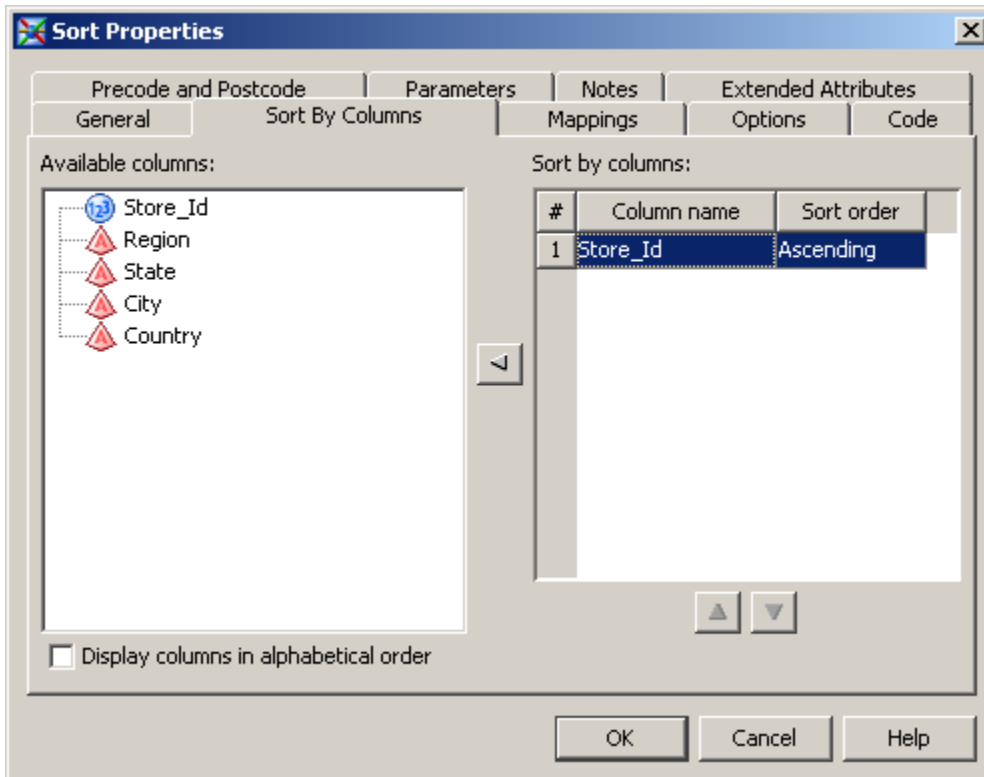 Sort Properties
Precode and Postcode Parameters Notes Extended Attributes
General Sort By Columns Mappings Options Code
Available columns: Sort by columns:
123 Store_Id
A Region
A State
A City
A Country
# Column name Sort order
1 Store_Id Ascending
Display columns in alphabetical order
OK Cancel Help